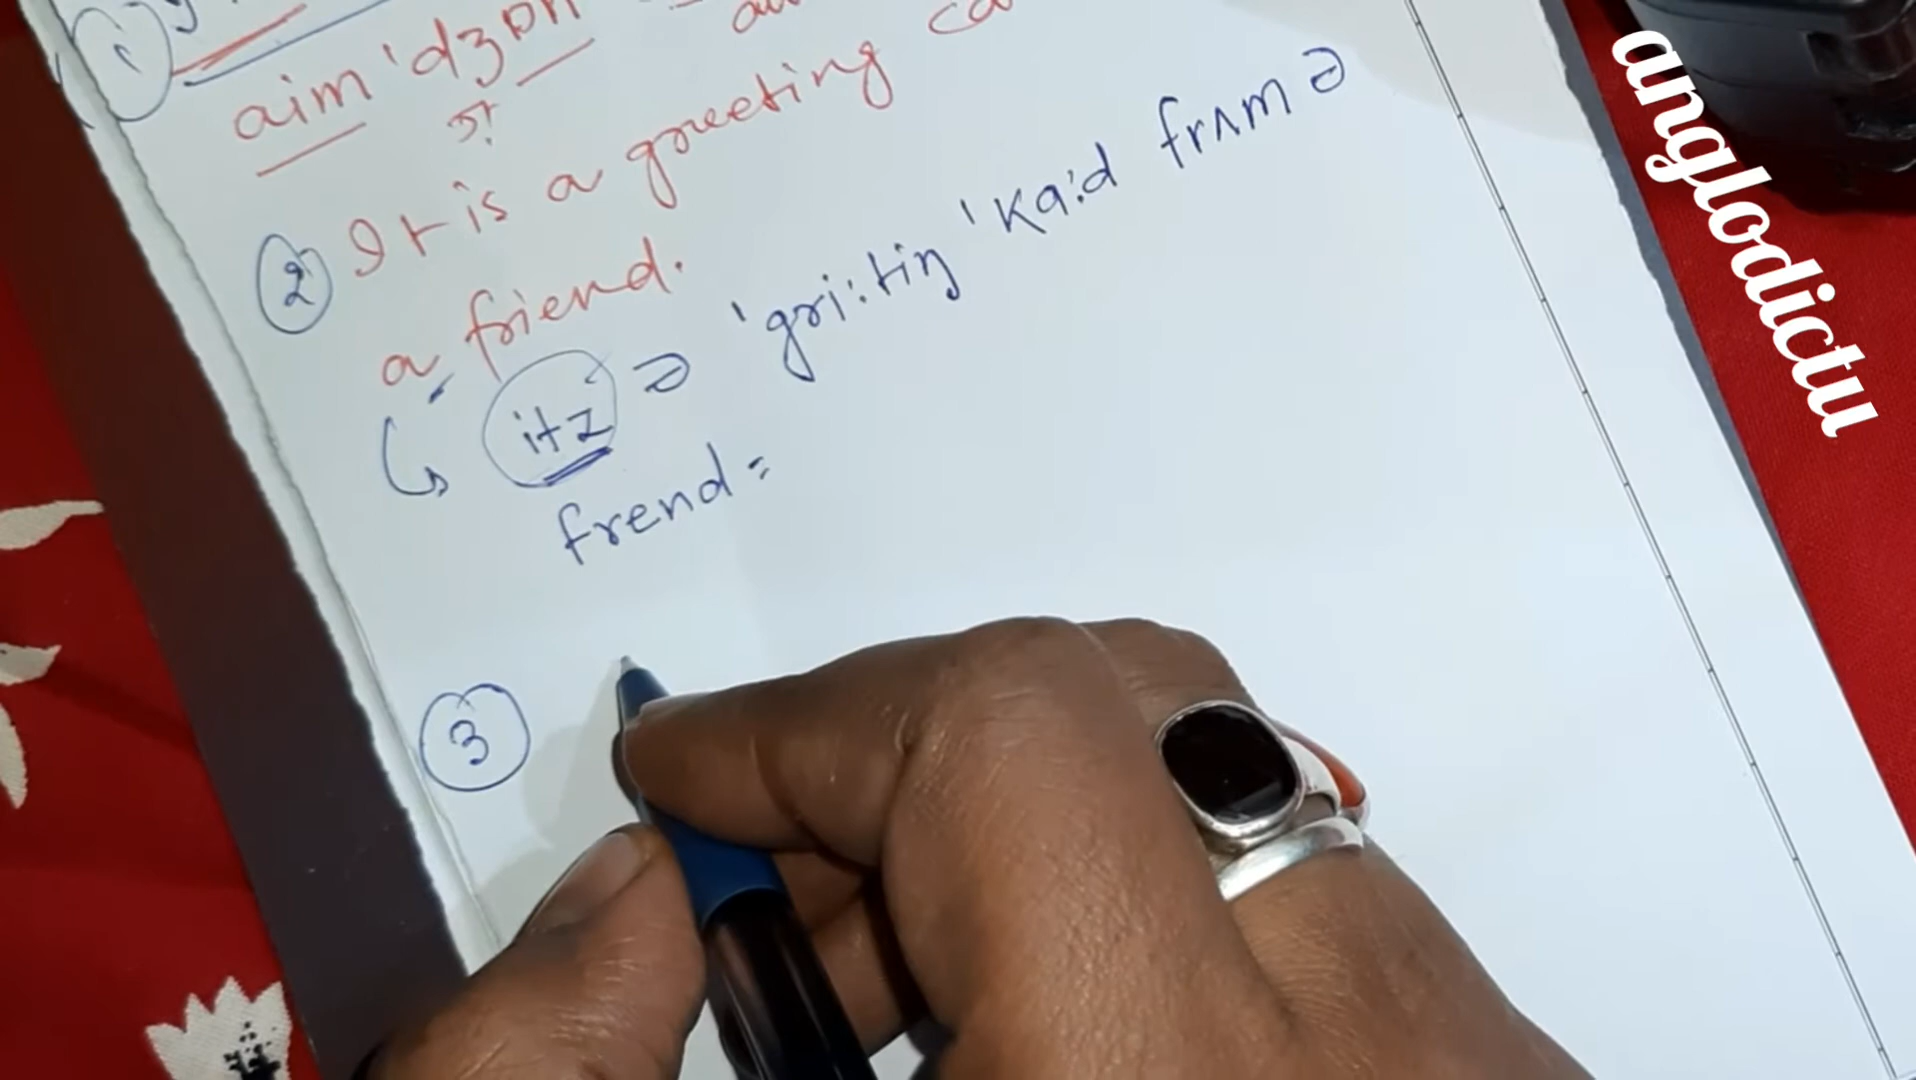 aim 'dʒɒn
② It is a greeting ca
a friend.
itz ə 'gri:tiŋ 'ka:d frʌm ə
frend =
③
anglodictu